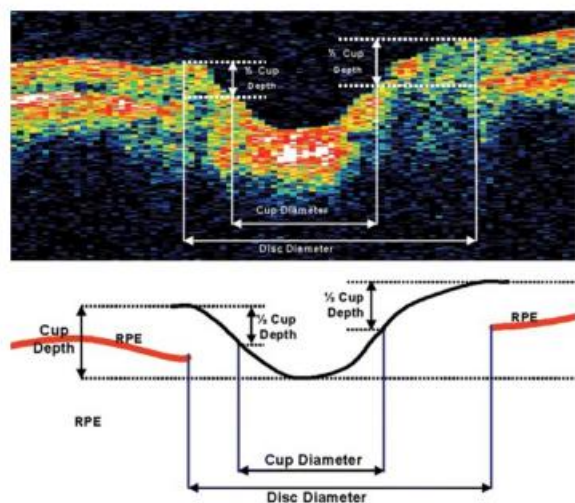 ½ Cup
Depth
½ Cup
Depth
Cup Diameter
Disc Diameter
½ Cup
Depth
Cup
Depth
RPE
½ Cup
Depth
RPE
RPE
Cup Diameter
Disc Diameter